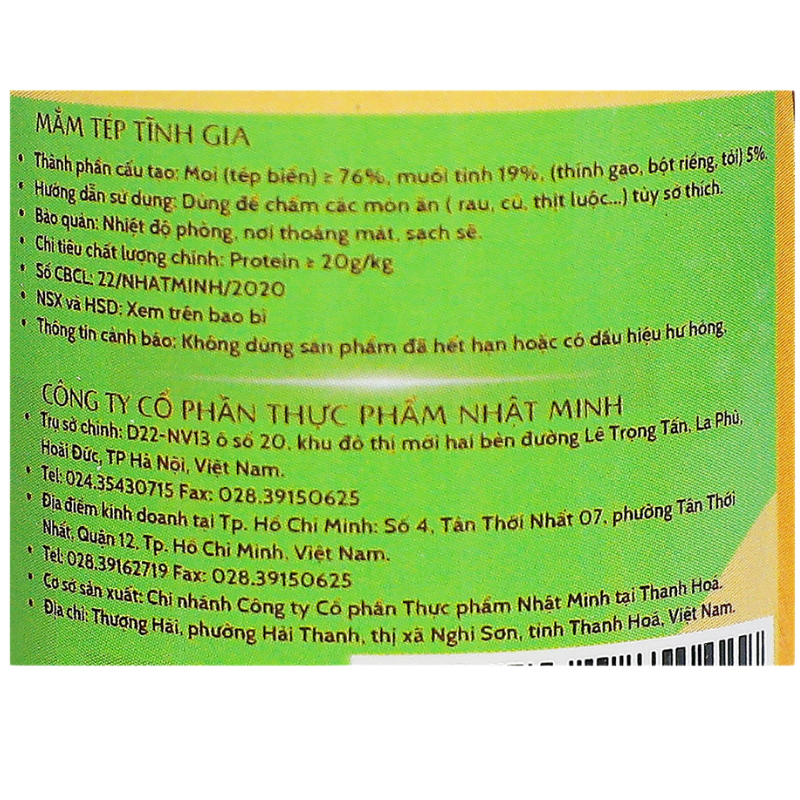 MẮM TÉP TĨNH GIA
• Thành phần cấu tạo: Moi (tép biển) ≥ 76%, muối tinh 19%, (thính gạo, bột riềng, tỏi) 5%.
• Hướng dẫn sử dụng: Dùng để chấm các món ăn ( rau, củ, thịt luộc...) tùy sở thích.
• Bảo quản: Nhiệt độ phòng, nơi thoáng mát, sạch sẽ.
• Chỉ tiêu chất lượng chính: Protein ≥ 20g/kg
• Số CBCL: 22/NHATMINH/2020
• NSX và HSD: Xem trên bao bì
• Thông tin cảnh báo: Không dùng sản phẩm đã hết hạn hoặc có dấu hiệu hư hỏng.
CÔNG TY CỔ PHẦN THỰC PHẨM NHẬT MINH
• Trụ sở chính: D22-NV13 ô số 20, khu đô thị mới hai bên đường Lê Trọng Tấn, La Phù,
Hoài Đức, TP Hà Nội, Việt Nam.
• Tel: 024.35430715 Fax: 028.39150625
• Địa điểm kinh doanh tại Tp. Hồ Chí Minh: Số 4, Tân Thới Nhất 07, phường Tân Thới
Nhất, Quận 12, Tp. Hồ Chí Minh, Việt Nam.
• Tel: 028.39162719 Fax: 028.39150625
• Cơ sở sản xuất: Chi nhánh Công ty Cổ phần Thực phẩm Nhật Minh tại Thanh Hoá.
• Địa chỉ: Thượng Hải, phường Hải Thanh, thị xã Nghi Sơn, tỉnh Thanh Hoá, Việt Nam.